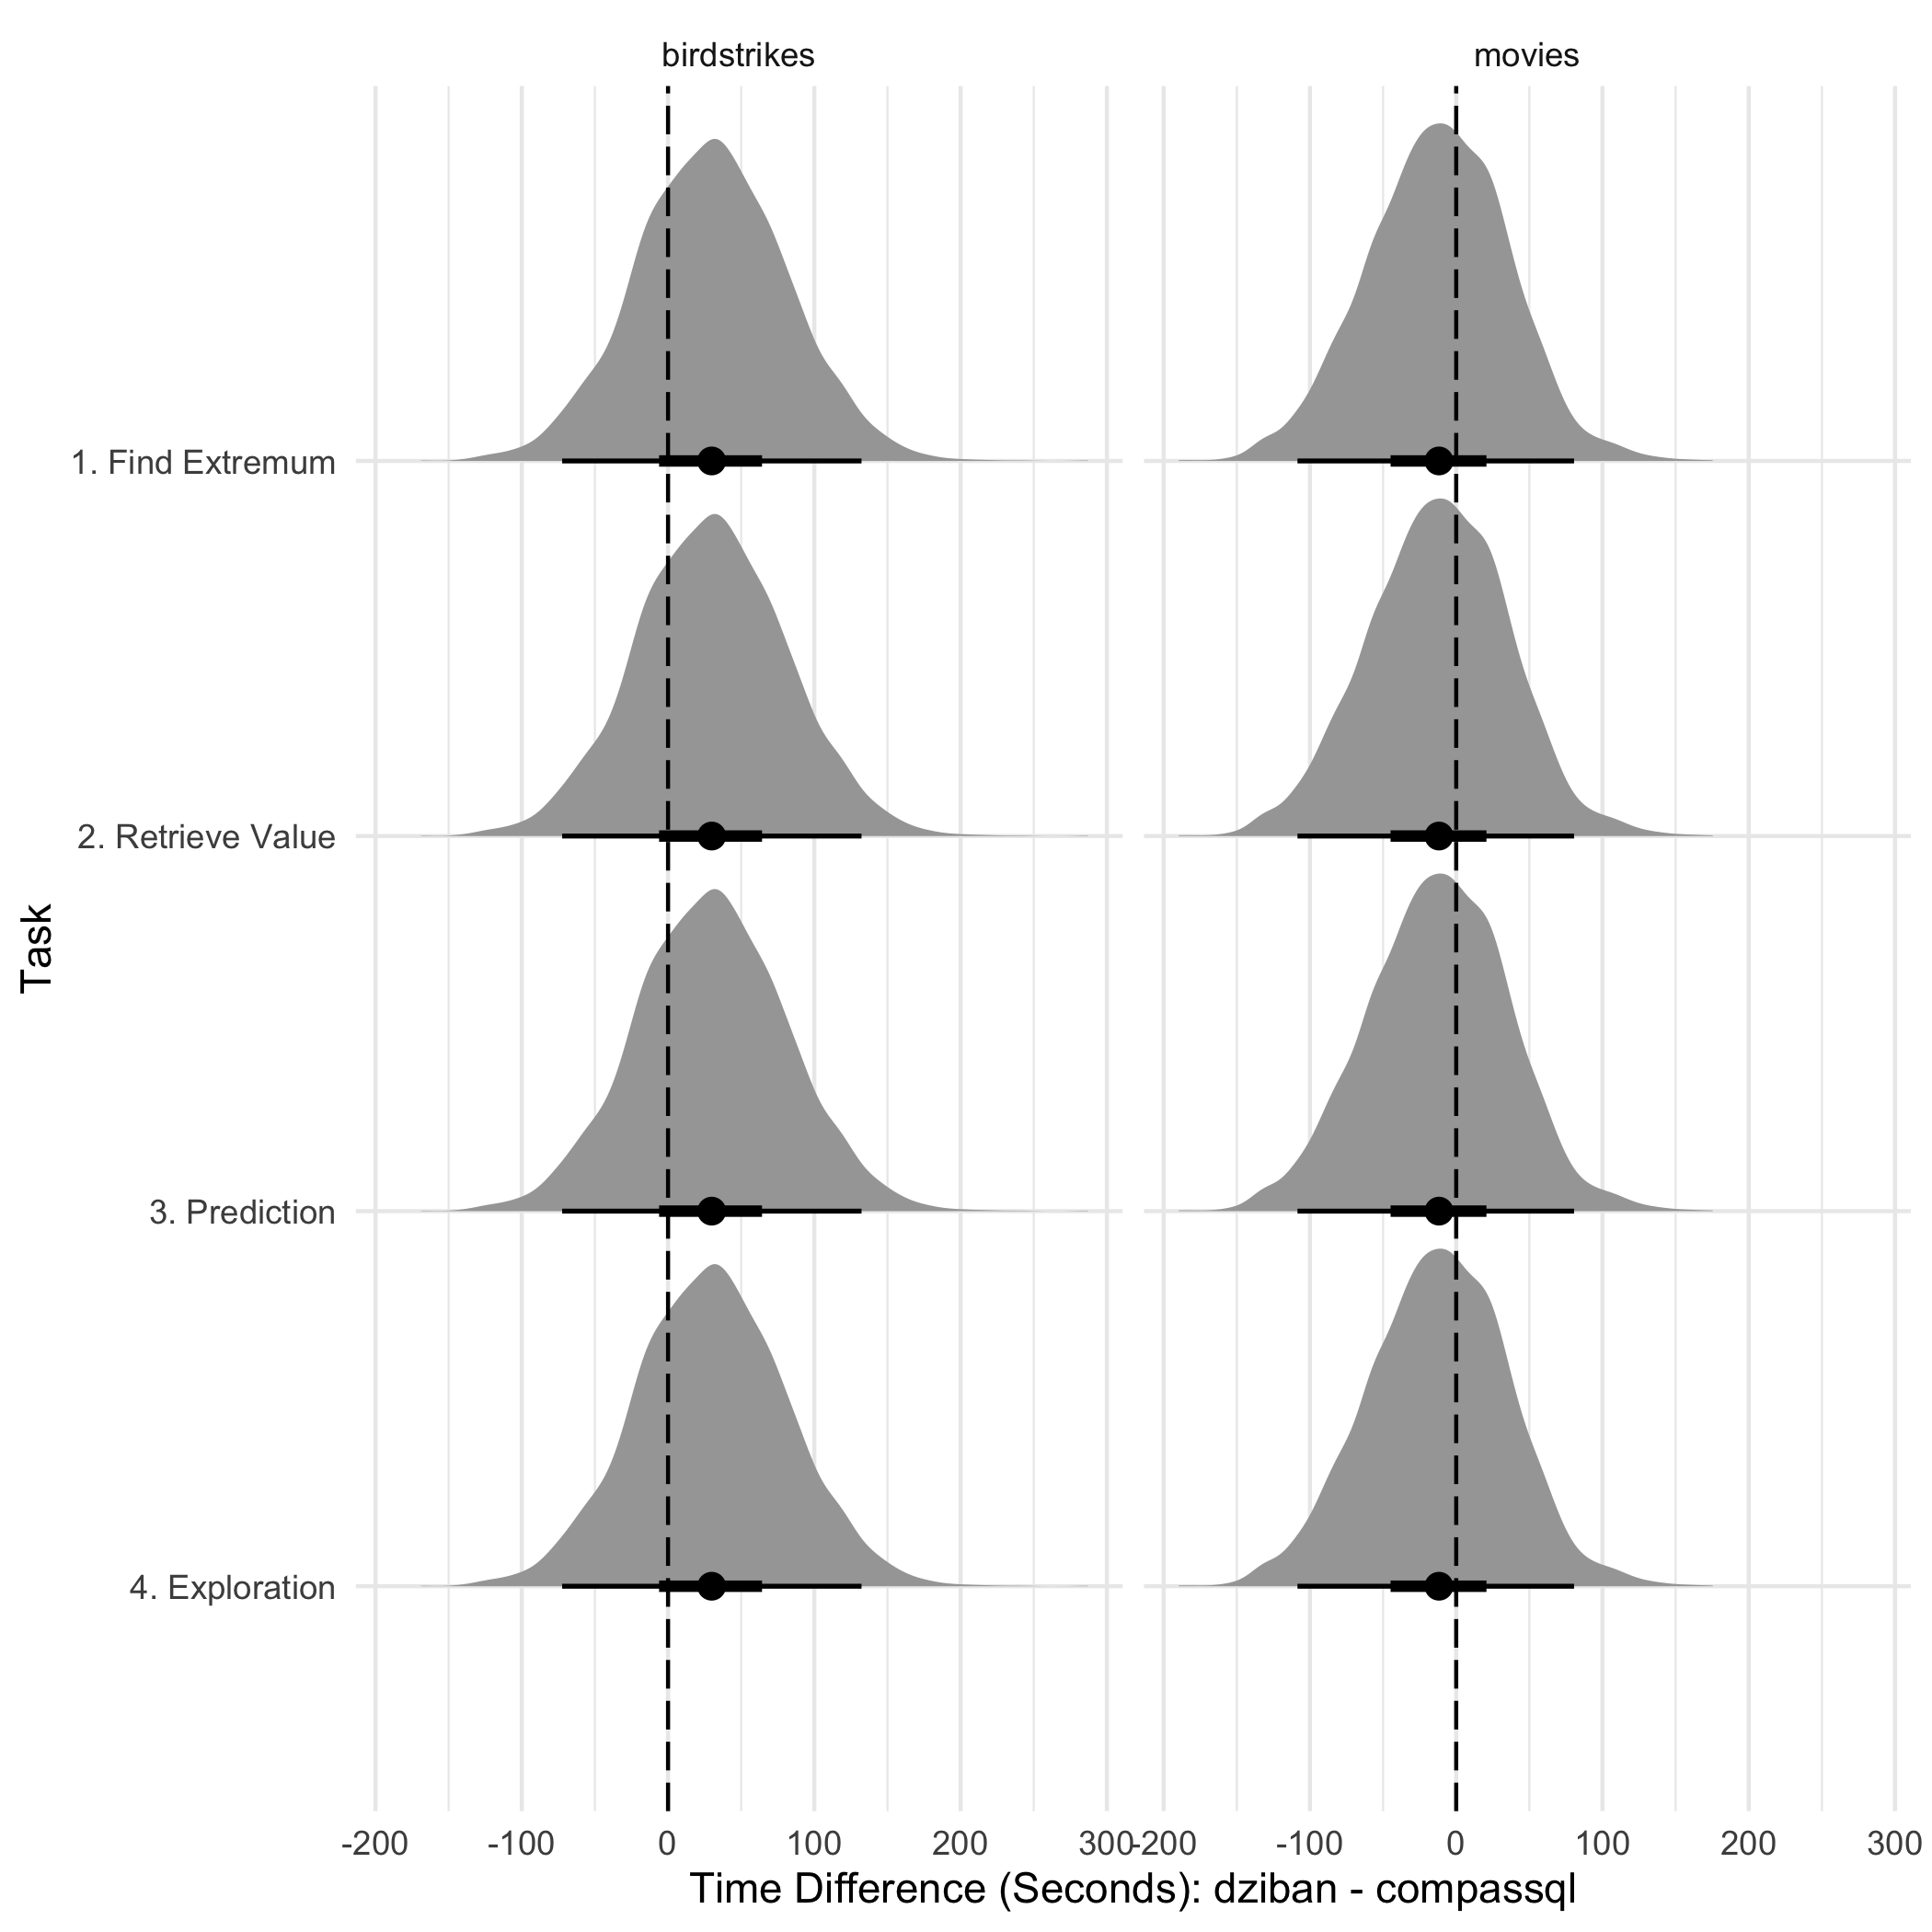 birdstrikes
movies
1. Find Extremum
2. Retrieve Value
3. Prediction
4. Exploration
Task
-200 -100 0 100 200 300
-200 -100 0 100 200 300
Time Difference (Seconds): dziban - compassql